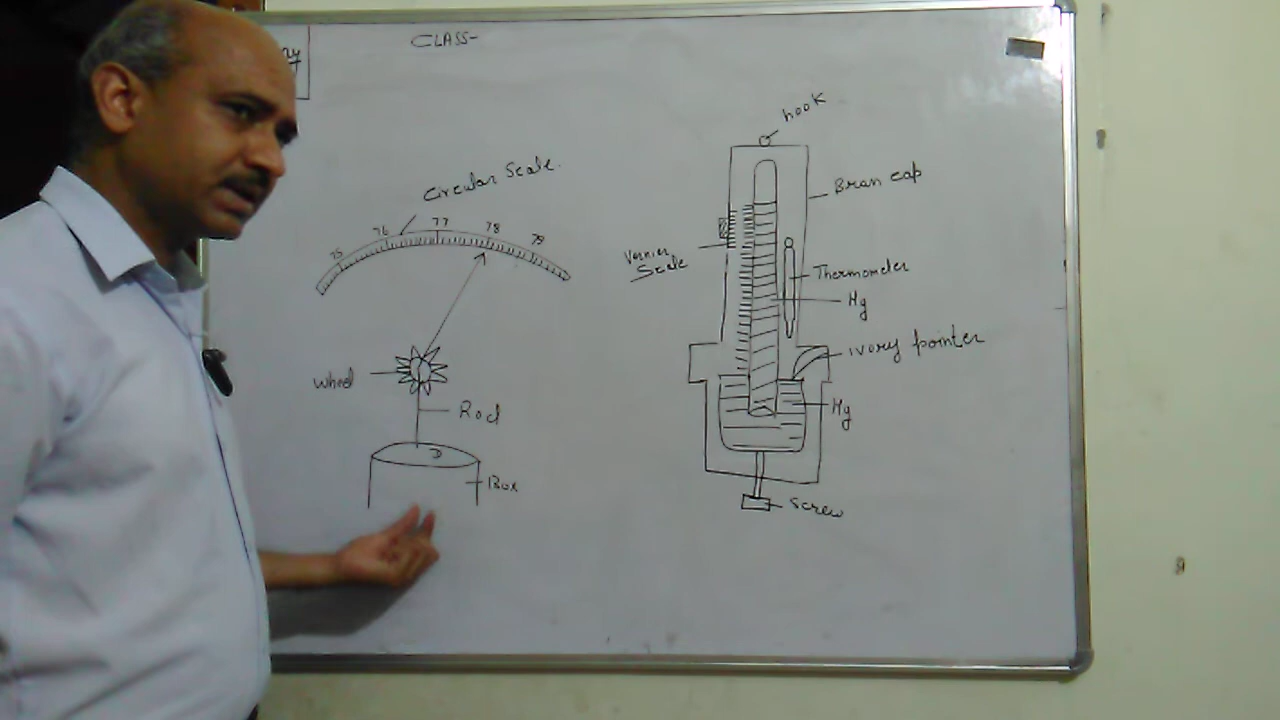 CLASS-
Circular Scale.
75 76 77 78 79
wheel
Rod
Box
hook
Bran cap
Vernier
Scale
Thermometer
Hg
ivory pointer
Hg
Screw